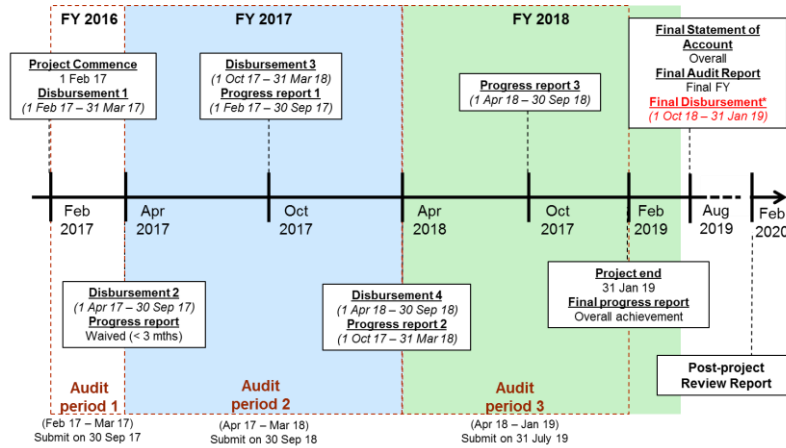 FY 2016
FY 2017
FY 2018
Project Commence
1 Feb 17
Disbursement 1
(1 Feb 17 – 31 Mar 17)
Disbursement 3
(1 Oct 17 – 31 Mar 18)
Progress report 1
(1 Feb 17 – 30 Sep 17)
Progress report 3
(1 Apr 18 – 30 Sep 18)
Final Statement of
Account
Overall
Final Audit Report
Final FY
Final Disbursement*
(1 Oct 18 – 31 Jan 19)
Feb
2017
Apr
2017
Oct
2017
Apr
2018
Oct
2017
Feb
2019
Aug
2019
Feb
2020
Disbursement 2
(1 Apr 17 – 30 Sep 17)
Progress report
Waived (< 3 mths)
Disbursement 4
(1 Apr 18 – 30 Sep 18)
Progress report 2
(1 Oct 17 – 31 Mar 18)
Project end
31 Jan 19
Final progress report
Overall achievement
Post-project
Review Report
Audit
period 1
(Feb 17 – Mar 17)
Submit on 30 Sep 17
Audit
period 2
(Apr 17 – Mar 18)
Submit on 30 Sep 18
Audit
period 3
(Apr 18 – Jan 19)
Submit on 31 July 19